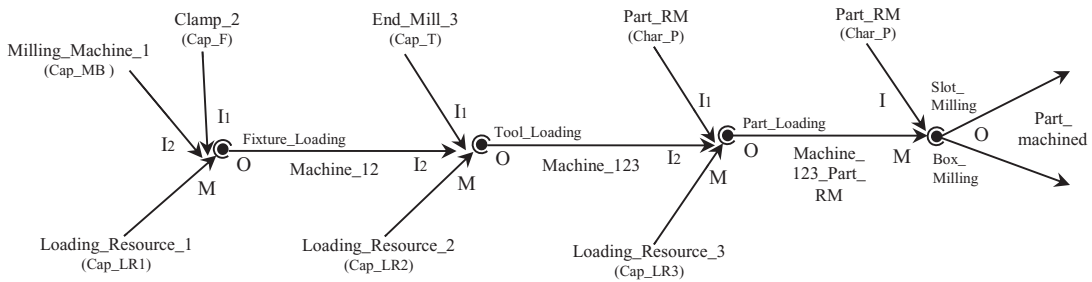 Clamp_2
(Cap_F)
Milling_Machine_1
(Cap_MB )
I1
I2
Fixture_Loading
O
Machine_12
M
Loading_Resource_1
(Cap_LR1)
End_Mill_3
(Cap_T)
I1
I2
Tool_Loading
O
Machine_123
M
Loading_Resource_2
(Cap_LR2)
Part_RM
(Char_P)
I1
I2
Part_Loading
O
Machine_
123_Part_
RM
M
Loading_Resource_3
(Cap_LR3)
Part_RM
(Char_P)
I
M
Slot_
Milling
O
Box_
Milling
Part_
machined